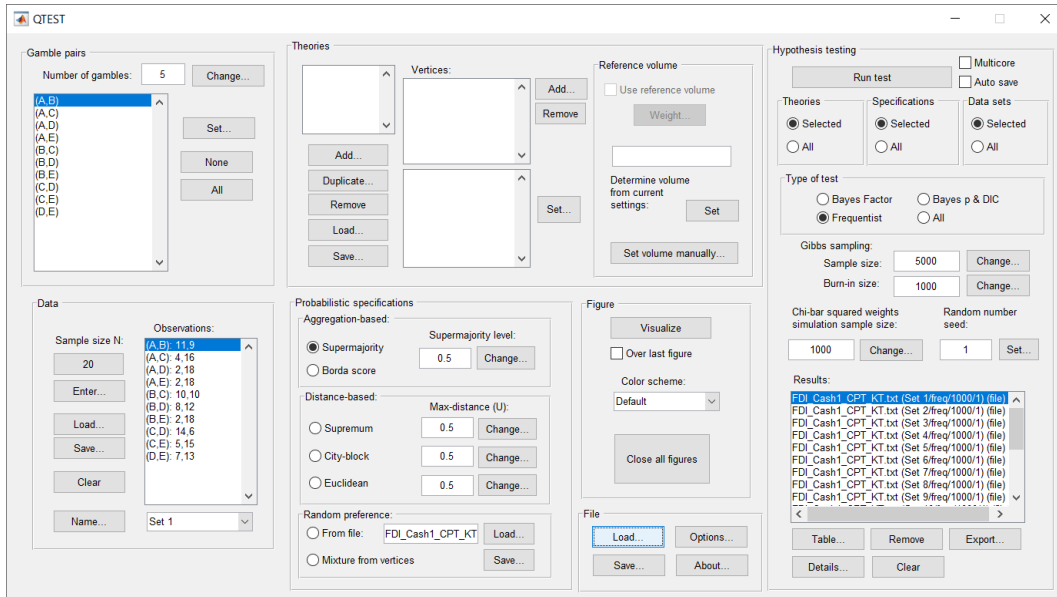 QTEST
Gamble pairs
Number of gambles:
5
Change...
(A,B)
(A,C)
(A,D)
(A,E)
(B,C)
(B,D)
(B,E)
(C,D)
(C,E)
(D,E)
Set...
None
All
Theories
Vertices:
Add...
Remove
Add...
Duplicate...
Remove
Load...
Save...
Set...
Reference volume
Use reference volume
Weight...
Determine volume
from current
settings:
Set
Set volume manually...
Hypothesis testing
Run test
Multicore
Auto save
Theories
Selected
All
Specifications
Selected
All
Data sets
Selected
All
Type of test
Bayes Factor
Bayes p & DIC
Frequentist
All
Gibbs sampling:
Sample size:
5000
Change...
Burn-in size:
1000
Change...
Chi-bar squared weights
simulation sample size:
1000
Change...
Random number
seed:
1
Set...
Results:
FDI_Cash1_CPT_KT.txt (Set 1/freq/1000/1) (file)
FDI_Cash1_CPT_KT.txt (Set 2/freq/1000/1) (file)
FDI_Cash1_CPT_KT.txt (Set 3/freq/1000/1) (file)
FDI_Cash1_CPT_KT.txt (Set 4/freq/1000/1) (file)
FDI_Cash1_CPT_KT.txt (Set 5/freq/1000/1) (file)
FDI_Cash1_CPT_KT.txt (Set 6/freq/1000/1) (file)
FDI_Cash1_CPT_KT.txt (Set 7/freq/1000/1) (file)
FDI_Cash1_CPT_KT.txt (Set 8/freq/1000/1) (file)
FDI_Cash1_CPT_KT.txt (Set 9/freq/1000/1) (file)
Table...
Remove
Export...
Details...
Clear
Data
Sample size N:
20
Enter...
Load...
Save...
Clear
Name...
Observations:
(A,B): 11,9
(A,C): 4,16
(A,D): 2,18
(A,E): 2,18
(B,C): 10,10
(B,D): 8,12
(B,E): 2,18
(C,D): 14,6
(C,E): 5,15
(D,E): 7,13
Set 1
Probabilistic specifications
Aggregation-based:
Supermajority
Borda score
Supermajority level:
0.5
Change...
Distance-based:
Max-distance (U):
Supremum
0.5
Change...
City-block
0.5
Change...
Euclidean
0.5
Change...
Random preference:
From file:
FDI_Cash1_CPT_KT
Load...
Mixture from vertices
Save...
Figure
Visualize
Over last figure
Color scheme:
Default
Close all figures
File
Load...
Options...
Save...
About...